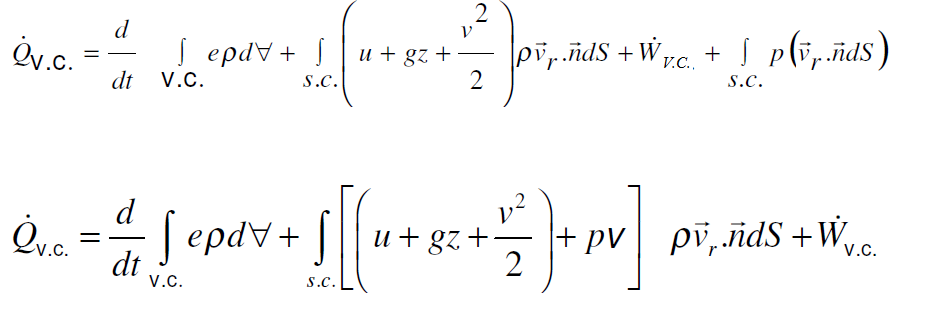 Q̇V.C. = d/dt ∫V.C. eρd∀ + ∫s.c. (u + gz + v²/2) ρv⃗r.n⃗dS + ẆV.C.. + ∫s.c. p(v⃗r.n⃗dS)
Q̇V.C. = d/dt ∫V.C. eρd∀ + ∫s.c. [(u + gz + v²/2) + pv] ρv⃗r.n⃗dS + ẆV.C.